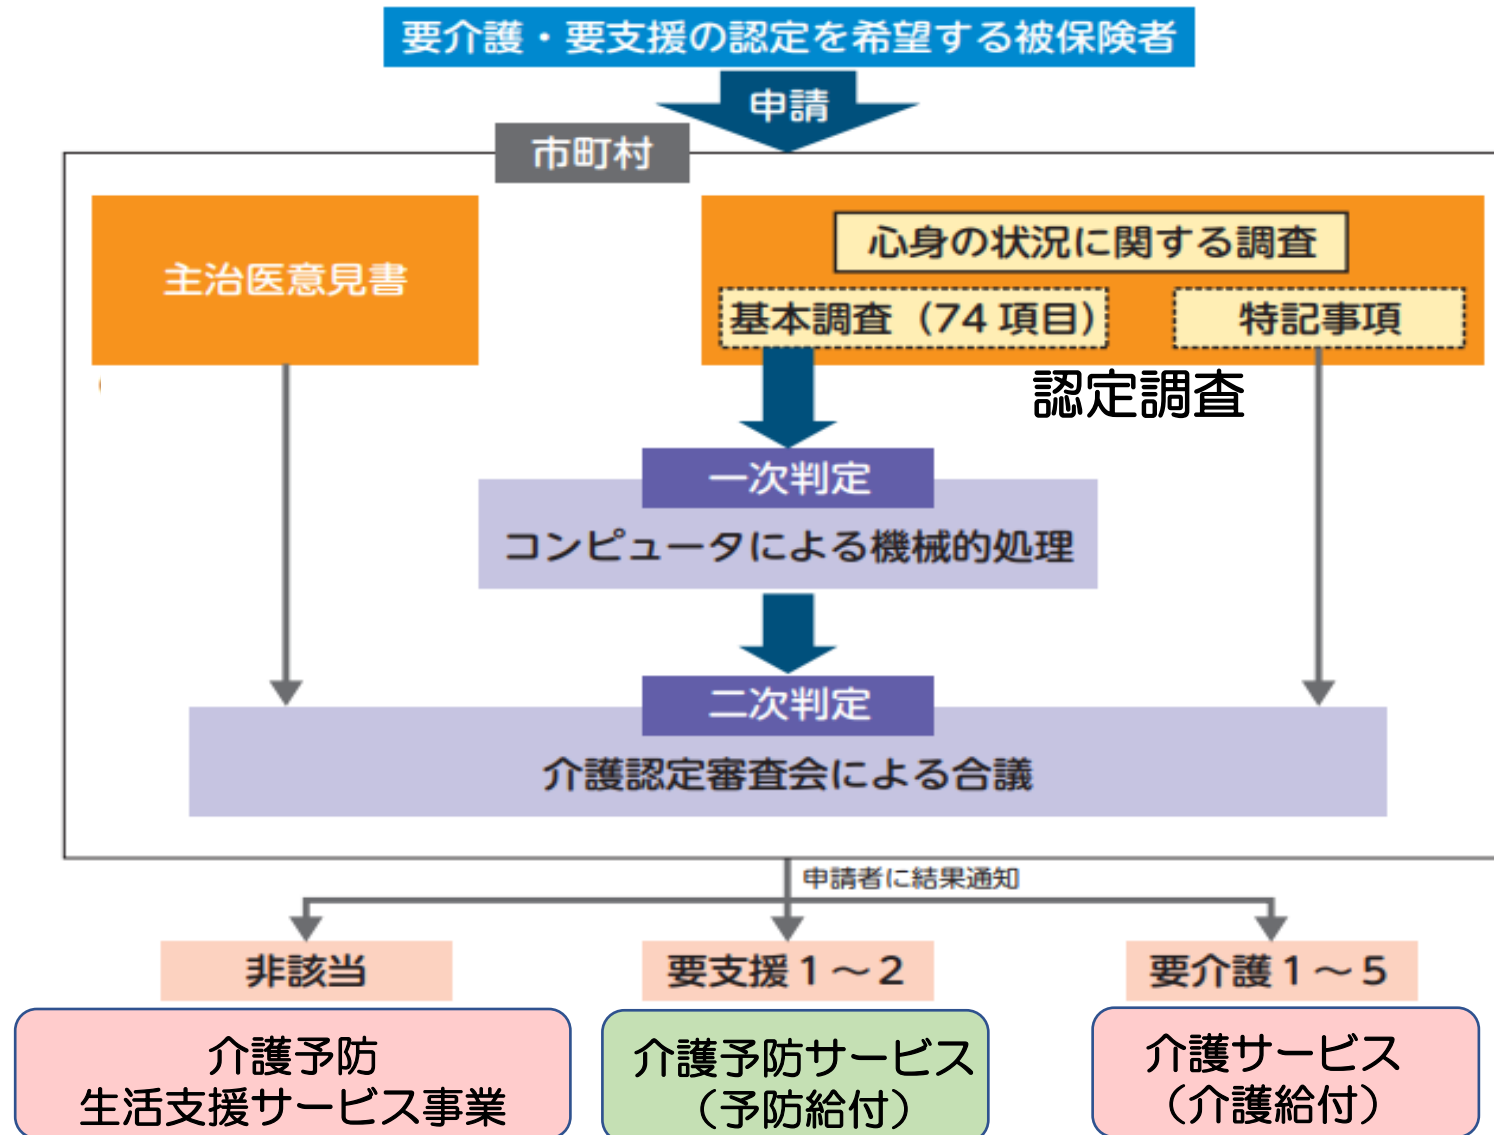 要介護・要支援の認定を希望する被保険者
申請
市町村
主治医意見書
心身の状況に関する調査
基本調査（74 項目）
特記事項
認定調査
一次判定
コンピュータによる機械的処理
二次判定
介護認定審査会による合議
申請者に結果通知
非該当
要支援１～２
要介護１～５
介護予防
生活支援サービス事業
介護予防サービス
（予防給付）
介護サービス
（介護給付）